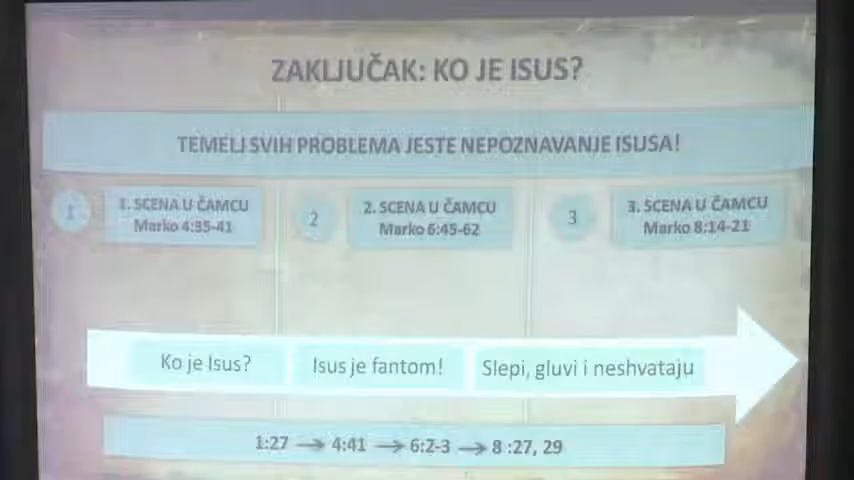 ZAKLJUČAK: KO JE ISUS?
TEMELJ SVIH PROBLEMA JESTE NEPOZNAVANJE ISUSA!
1
1. SCENA U ČAMCU
Marko 4:35-41
2
2. SCENA U ČAMCU
Marko 6:45-62
3
3. SCENA U ČAMCU
Marko 8:14-21
Ko je Isus?
Isus je fantom!
Slepi, gluvi i neshvataju
1:27 → 4:41 → 6:2-3 → 8 :27, 29